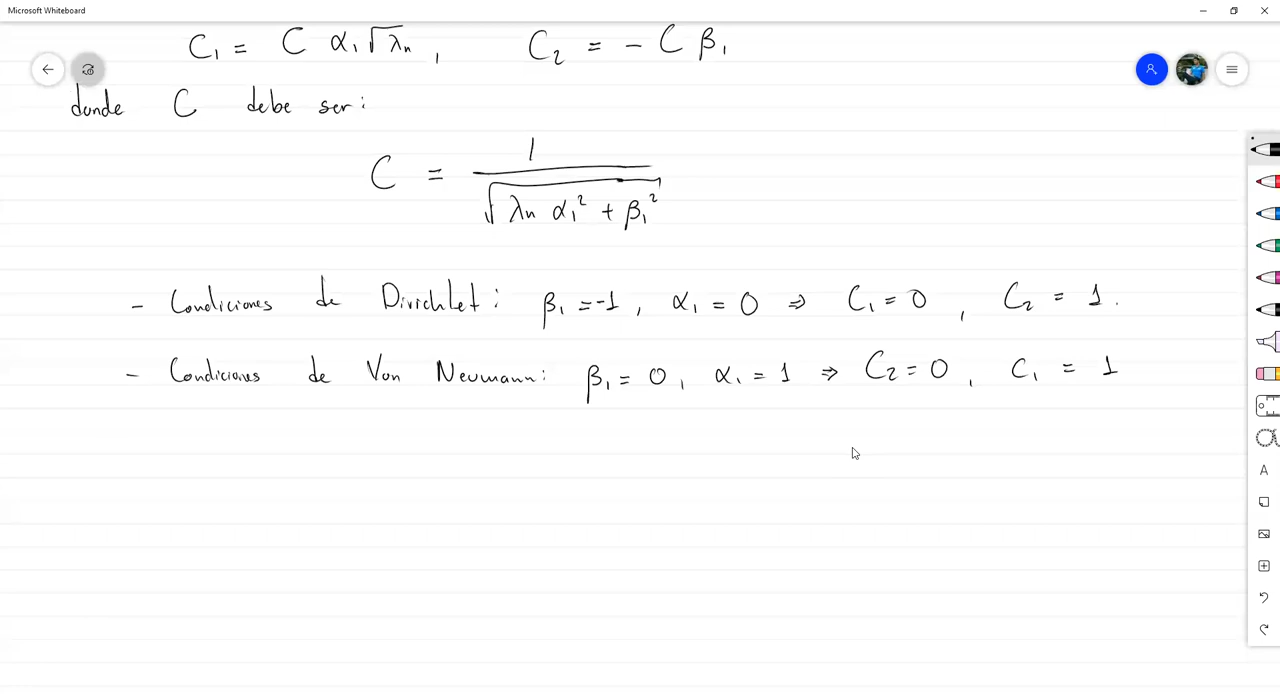 Microsoft Whiteboard
C₁ = C α₁ √λn , C₂ = - C β₁
donde C debe ser:
C = 1 / √(λn α₁² + β₁²)
- Condiciones de Dirichlet: β₁ = -1, α₁ = 0 ⇒ C₁ = 0, C₂ = 1.
- Condiciones de Von Neumann: β₁ = 0, α₁ = 1 ⇒ C₂ = 0, C₁ = 1
A